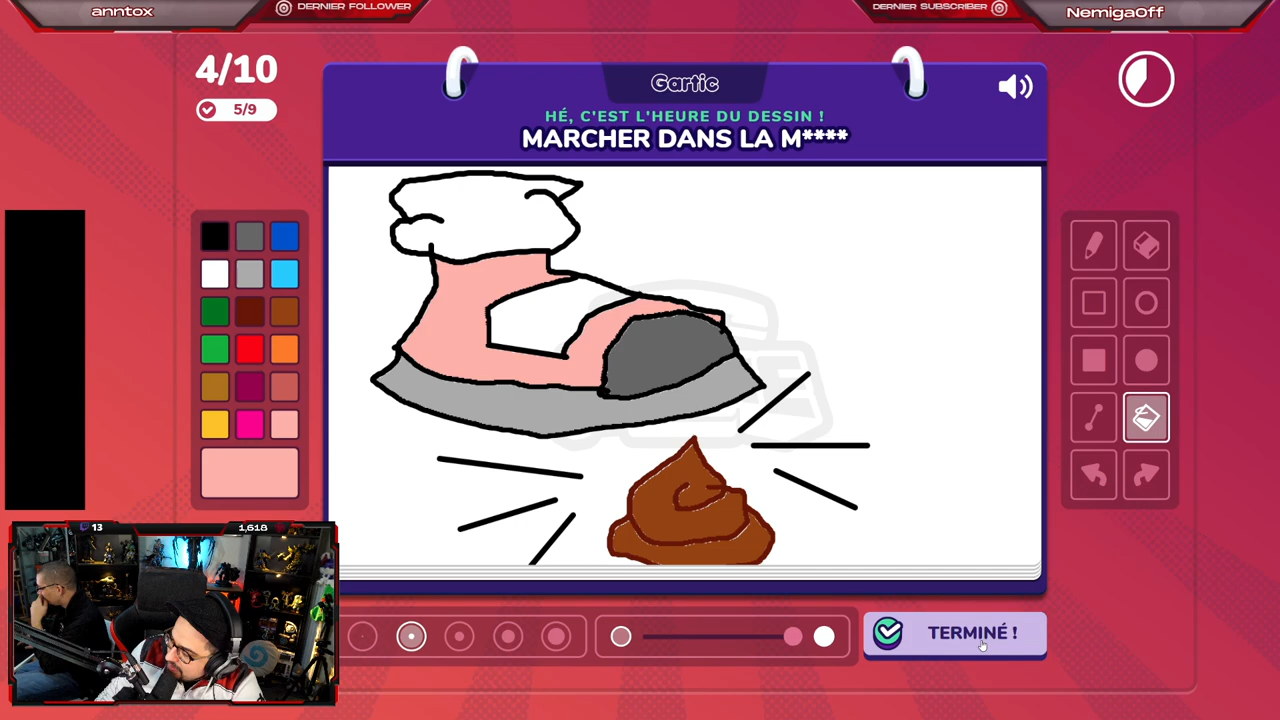 anntox
DERNIER FOLLOWER
DERNIER SUBSCRIBER
NemigaOff
4/10
5/9
Gartic
HÉ, C'EST L'HEURE DU DESSIN !
MARCHER DANS LA M****
13
1,618
TERMINÉ !